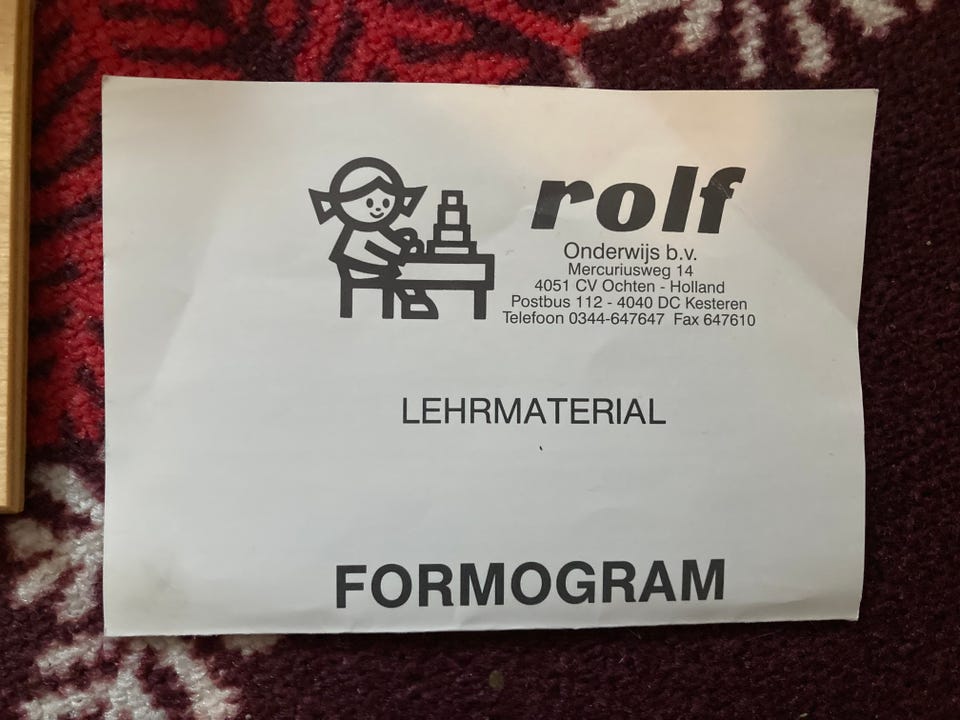 rolf
Onderwijs b.v.
Mercuriusweg 14
4051 CV Ochten - Holland
Postbus 112 - 4040 DC Kesteren
Telefoon 0344-647647 Fax 647610
LEHRMATERIAL
FORMOGRAM